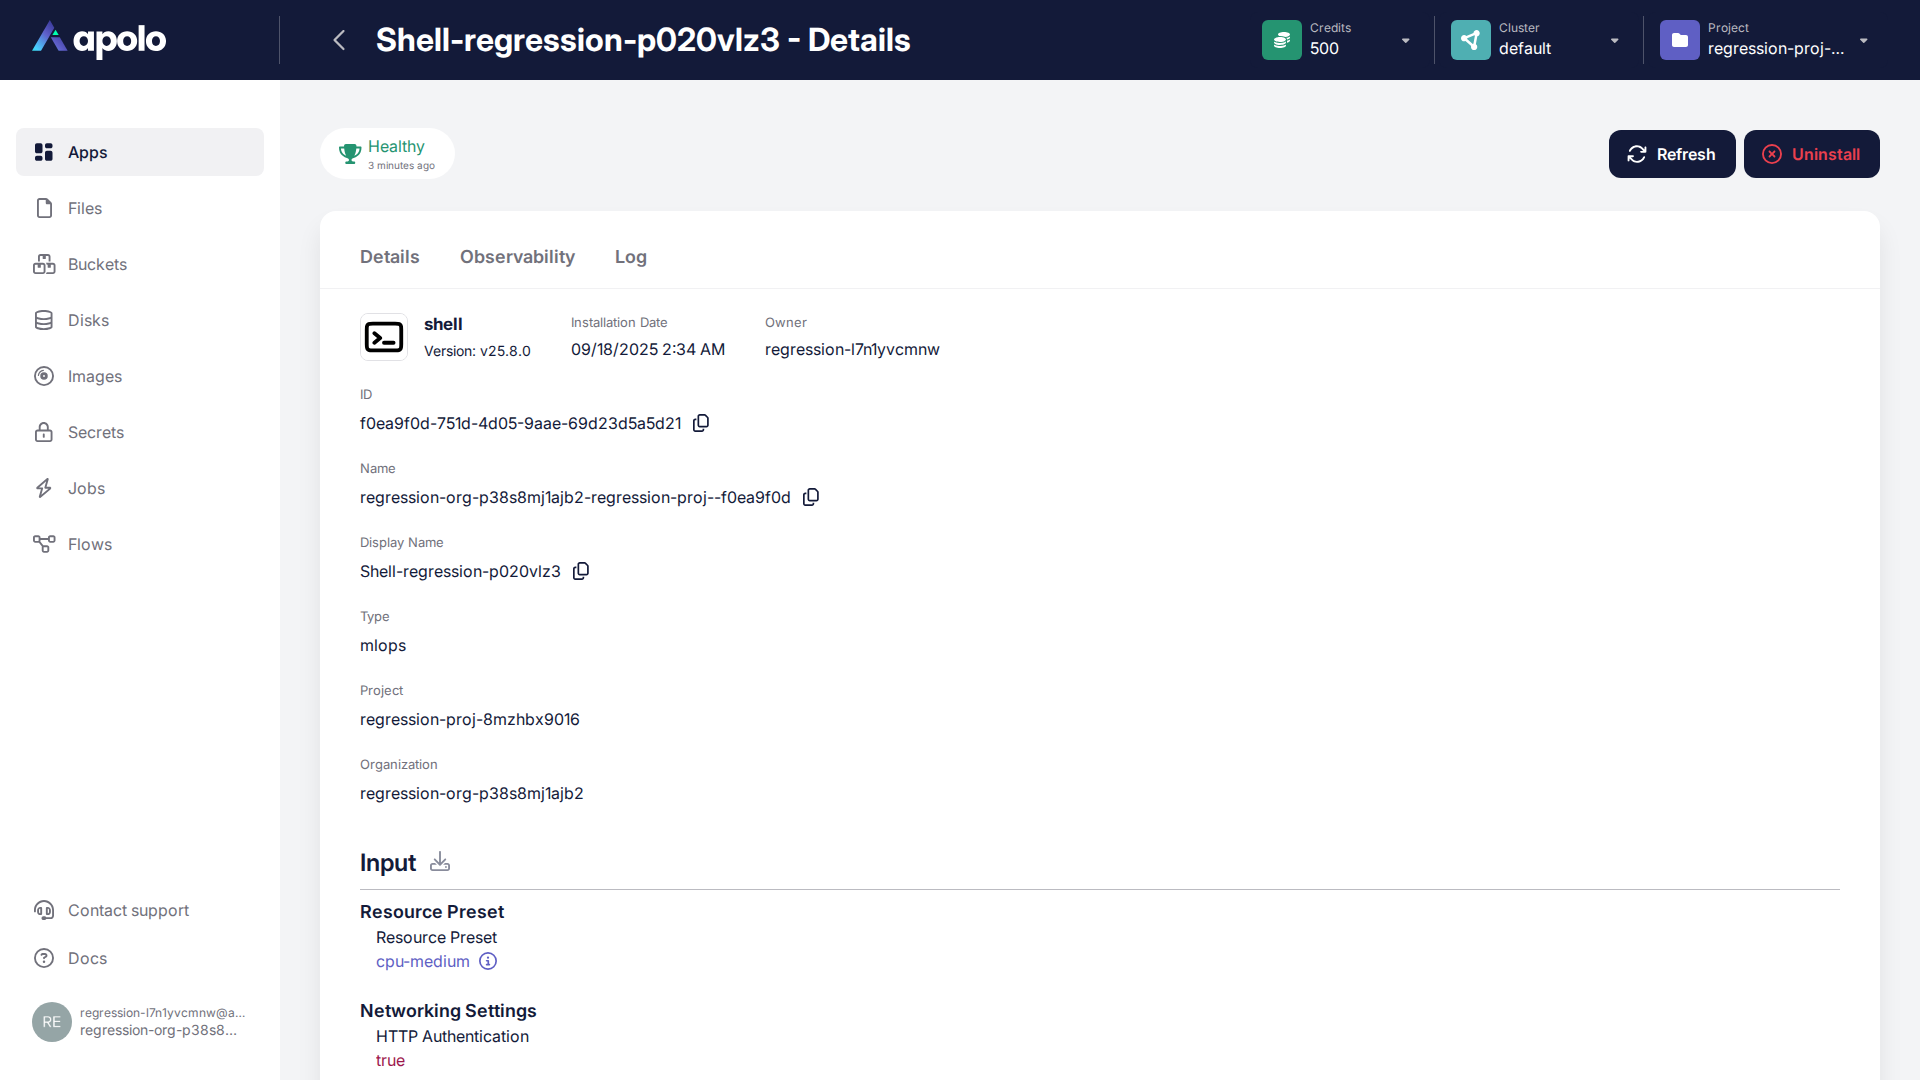 apolo
Shell-regression-p020vlz3 - Details
Credits
500
Cluster
default
Project
regression-proj-...
Apps
Files
Buckets
Disks
Images
Secrets
Jobs
Flows
Contact support
Docs
RE
regression-l7n1yvcmnw@a...
regression-org-p38s8...
Healthy
3 minutes ago
Refresh
Uninstall
Details
Observability
Log
shell
Version: v25.8.0
Installation Date
09/18/2025 2:34 AM
Owner
regression-l7n1yvcmnw
ID
f0ea9f0d-751d-4d05-9aae-69d23d5a5d21
Name
regression-org-p38s8mj1ajb2-regression-proj--f0ea9f0d
Display Name
Shell-regression-p020vlz3
Type
mlops
Project
regression-proj-8mzhbx9016
Organization
regression-org-p38s8mj1ajb2
Input
Resource Preset
Resource Preset
cpu-medium
Networking Settings
HTTP Authentication
true